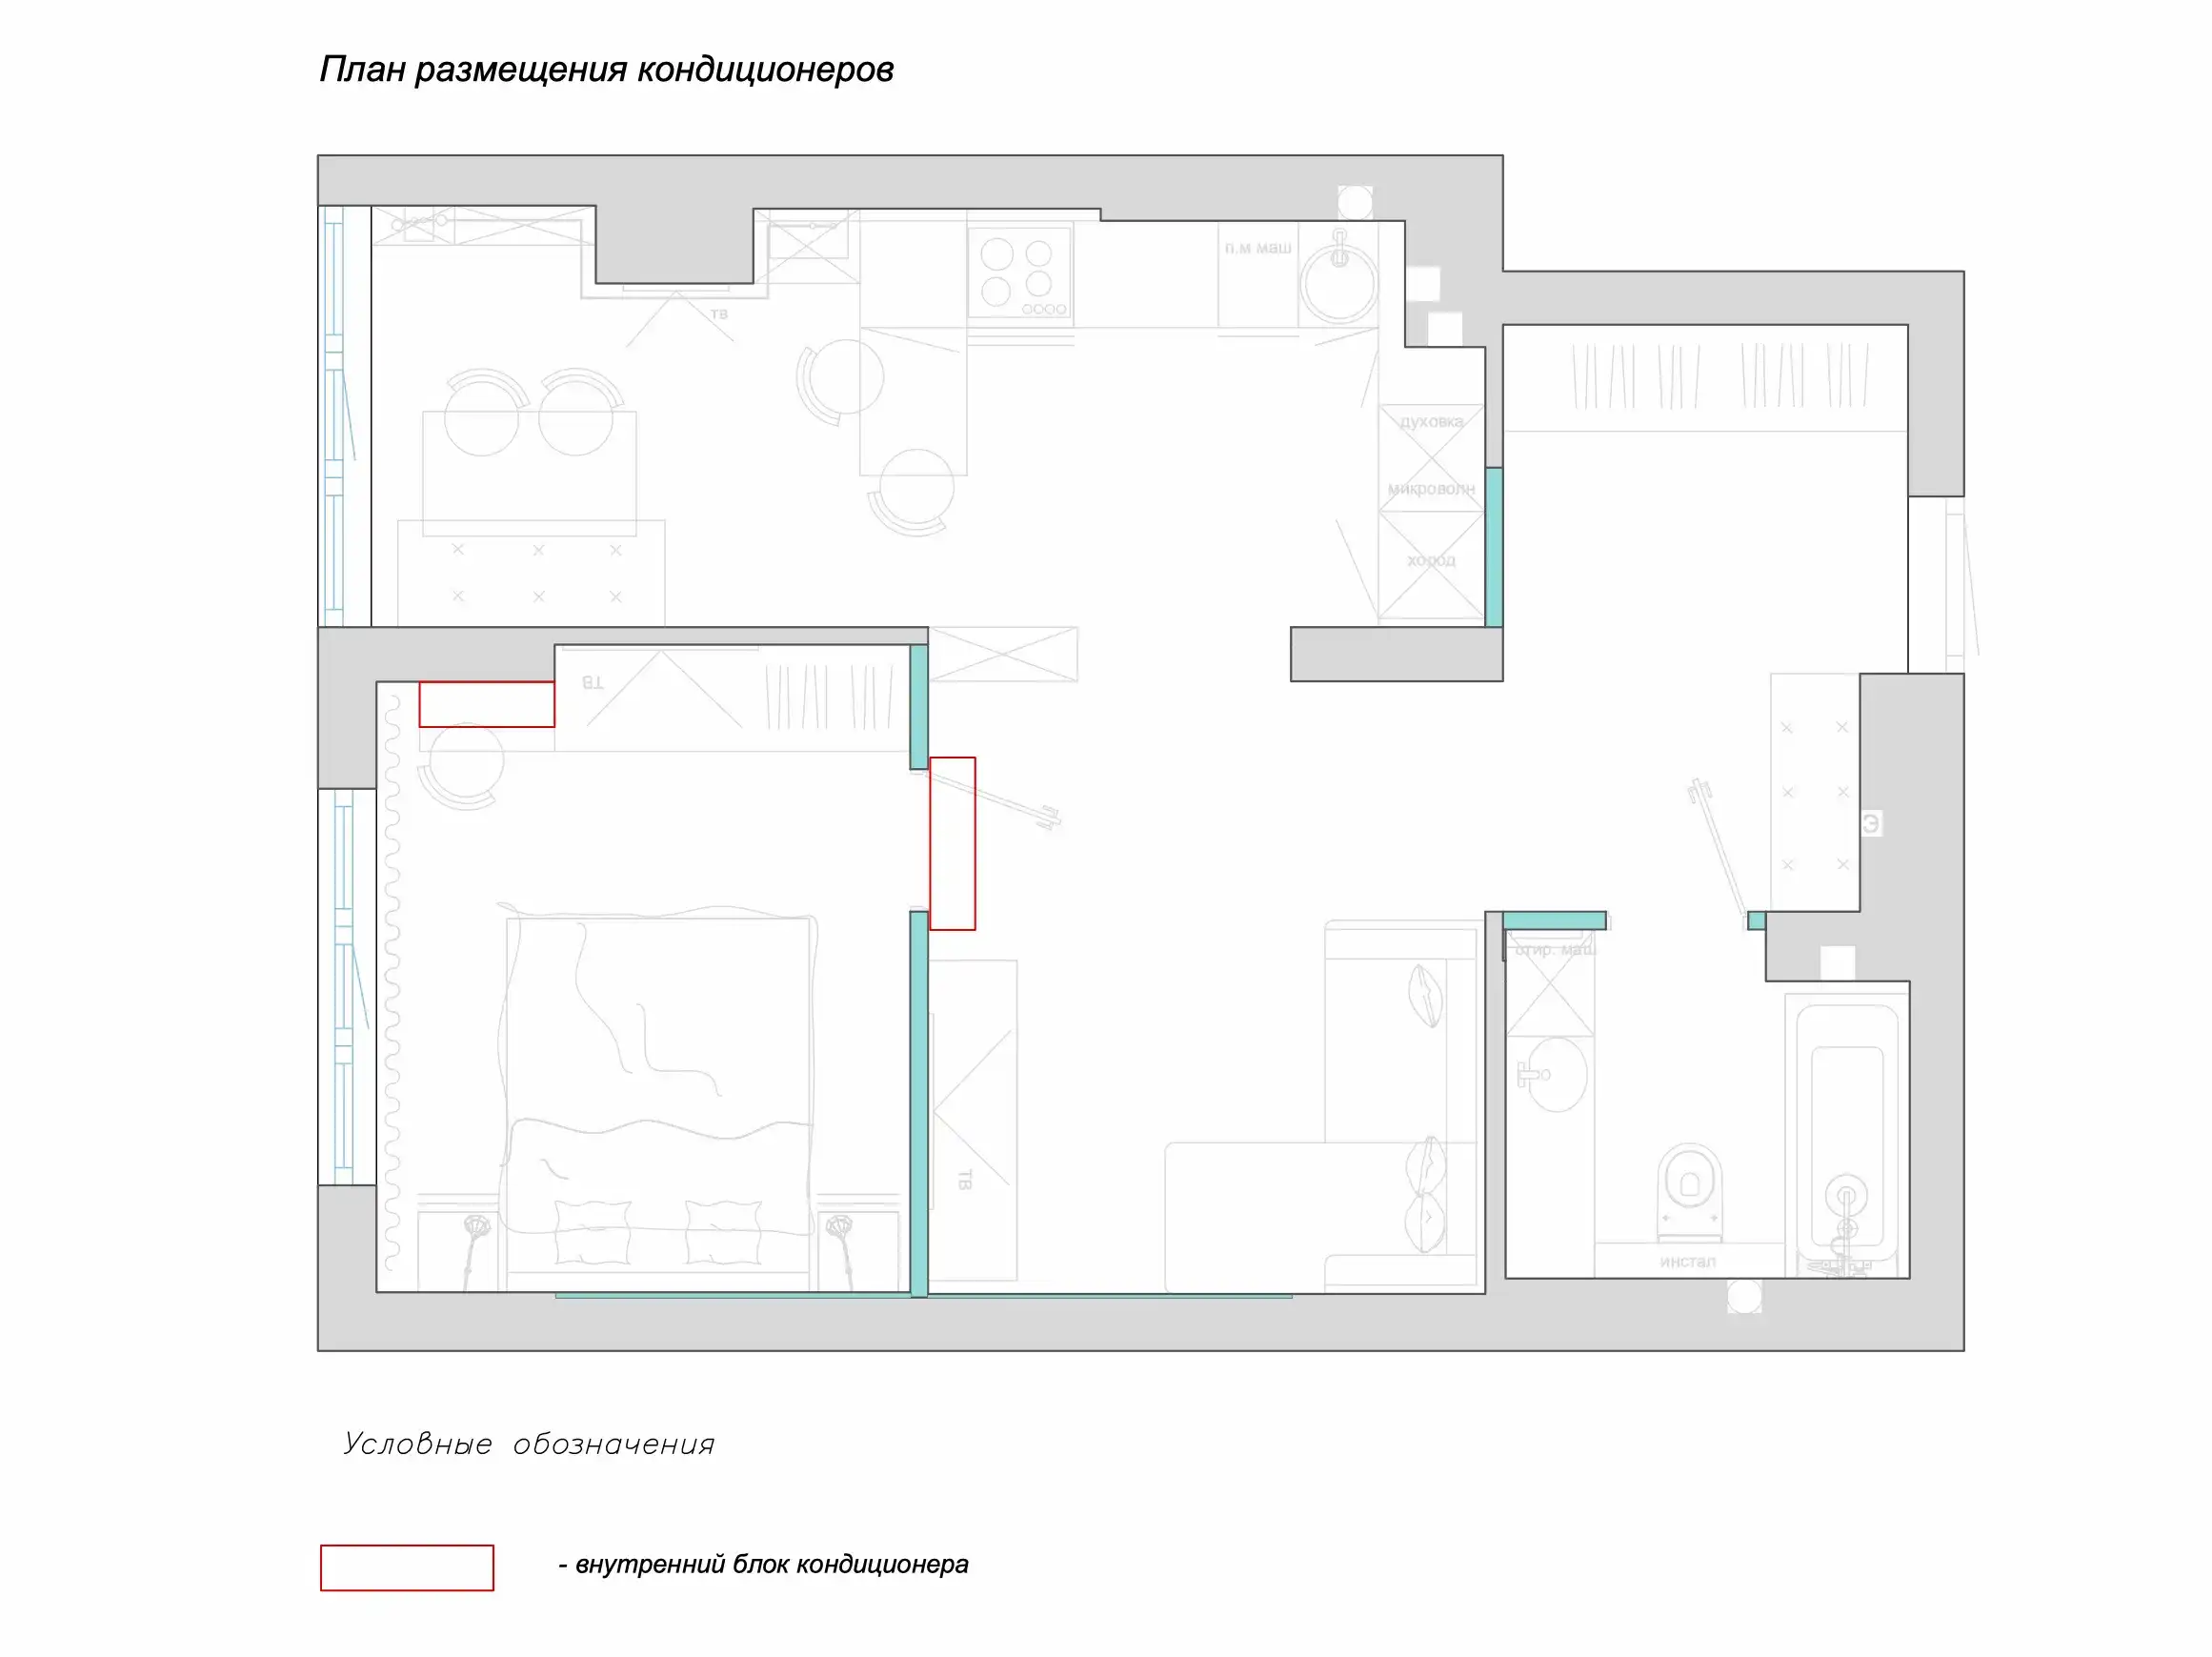 План размещения кондиционеров
п.м маш
тв
духовка
микроволн
холод
ТВ
Э
стир. маш
ТВ
инстал
Условные обозначения
- внутренний блок кондиционера